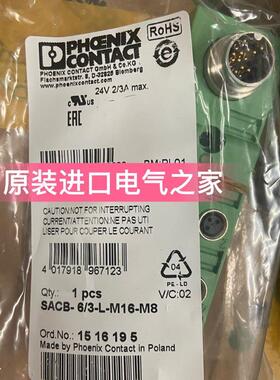 PHŒNIX
CONTACT
RoHS
PHOENIX CONTACT GmbH & Co.KG
Flachsmarktstr. 8, D-32825 Blomberg
24V 2/3A max.
EAC
原装进口电气之家
CAUTION:NOT FOR INTERRUPTING
CURRENT/ATTENTION:NE PAS UTI
LISER POUR COUPER LE COURANT
4 017918 967123
04
PE-LD
Qty.: 1 pcs
V/C:02
SACB- 6/3-L-M16-M8
Ord.No.: 15 16 19 5
Made by Phoenix Contact in Poland